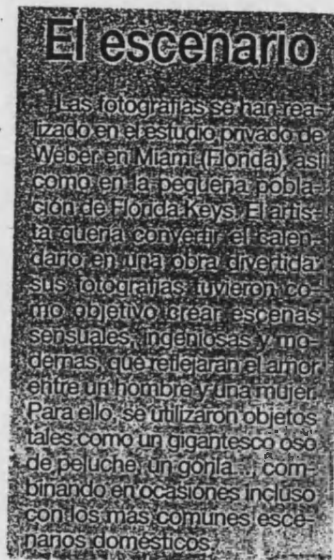 El escenario
Las fotografías se han rea-
lizado en el estudio privado de
Weber en Miami (Florida), así
como en la pequeña pobla-
ción de Florida Keys. El artis-
ta quería convertir el calen-
dario en una obra divertida:
sus fotografías tuvieron co-
mo objetivo crear escenas
sensuales, ingeniosas y mo-
dernas, que reflejaran el amor
entre un hombre y una mujer.
Para ello, se utilizaron objetos
tales como un gigantesco oso
de peluche, un gorila..., com-
binando en ocasiones incluso
con los más comunes esce-
narios domésticos.